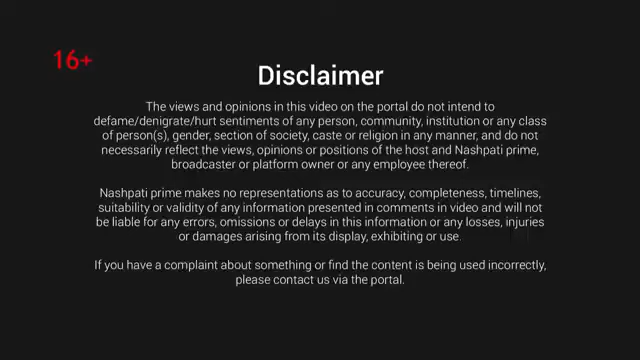 16+
Disclaimer
The views and opinions in this video on the portal do not intend to
defame/denigrate/hurt sentiments of any person, community, institution or any class
of person(s), gender, section of society, caste or religion in any manner, and do not
necessarily reflect the views, opinions or positions of the host and Nashpati prime,
broadcaster or platform owner or any employee thereof.
Nashpati prime makes no representations as to accuracy, completeness, timelines,
suitability or validity of any information presented in comments in video and will not
be liable for any errors, omissions or delays in this information or any losses, injuries
or damages arising from its display, exhibiting or use.
If you have a complaint about something or find the content is being used incorrectly,
please contact us via the portal.